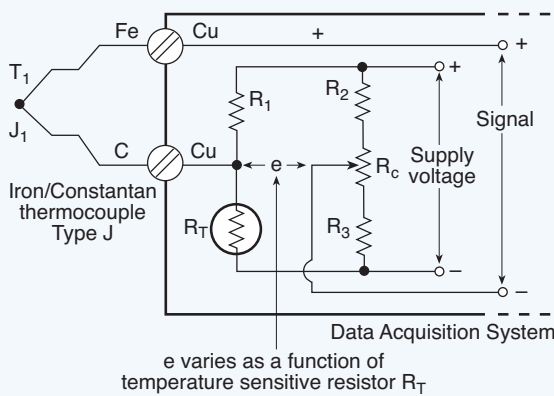 Fe
Cu
+
+
T1
J1
R1
R2
+
Signal
C
Cu
e
Rc
Supply
voltage
Iron/Constantan
thermocouple
Type J
RT
R3
−
−
Data Acquisition System
e varies as a function of
temperature sensitive resistor RT